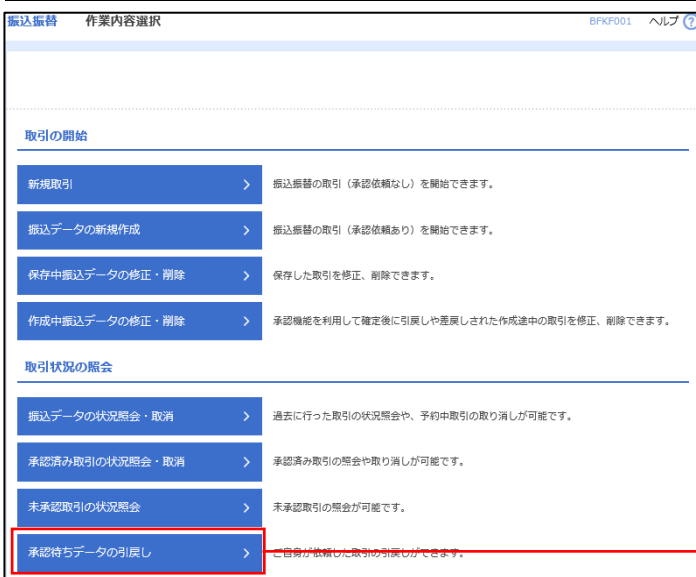 振込振替 作業内容選択 BFKF001 ヘルプ ?
取引の開始
新規取引 振込振替の取引（承認依頼なし）を開始できます。
振込データの新規作成 振込振替の取引（承認依頼あり）を開始できます。
保存中振込データの修正・削除 保存した取引を修正、削除できます。
作成中振込データの修正・削除 承認機能を利用して確定後に引戻しや差戻しされた作成途中の取引を修正、削除できます。
取引状況の照会
振込データの状況照会・取消 過去に行った取引の状況照会や、予約中取引の取り消しが可能です。
承認済み取引の状況照会・取消 承認済み取引の照会や取り消しが可能です。
未承認取引の状況照会 未承認取引の照会が可能です。
承認待ちデータの引戻し ご自身が依頼した取引の引戻しができます。